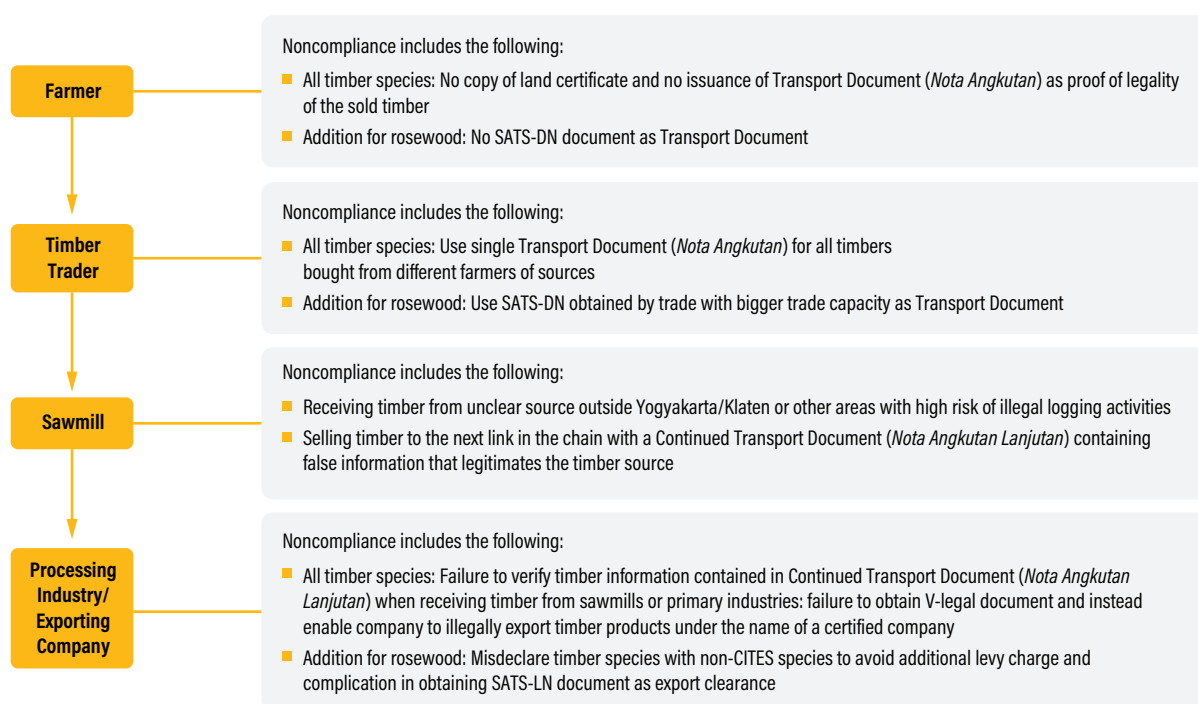 Farmer
Noncompliance includes the following:
All timber species: No copy of land certificate and no issuance of Transport Document (Nota Angkutan) as proof of legality
of the sold timber
Addition for rosewood: No SATS-DN document as Transport Document
Timber
Trader
Noncompliance includes the following:
All timber species: Use single Transport Document (Nota Angkutan) for all timbers
bought from different farmers of sources
Addition for rosewood: Use SATS-DN obtained by trade with bigger trade capacity as Transport Document
Sawmill
Noncompliance includes the following:
Receiving timber from unclear source outside Yogyakarta/Klaten or other areas with high risk of illegal logging activities
Selling timber to the next link in the chain with a Continued Transport Document (Nota Angkutan Lanjutan) containing
false information that legitimates the timber source
Processing
Industry/
Exporting
Company
Noncompliance includes the following:
All timber species: Failure to verify timber information contained in Continued Transport Document (Nota Angkutan
Lanjutan) when receiving timber from sawmills or primary industries: failure to obtain V-legal document and instead
enable company to illegally export timber products under the name of a certified company
Addition for rosewood: Misdeclare timber species with non-CITES species to avoid additional levy charge and
complication in obtaining SATS-LN document as export clearance